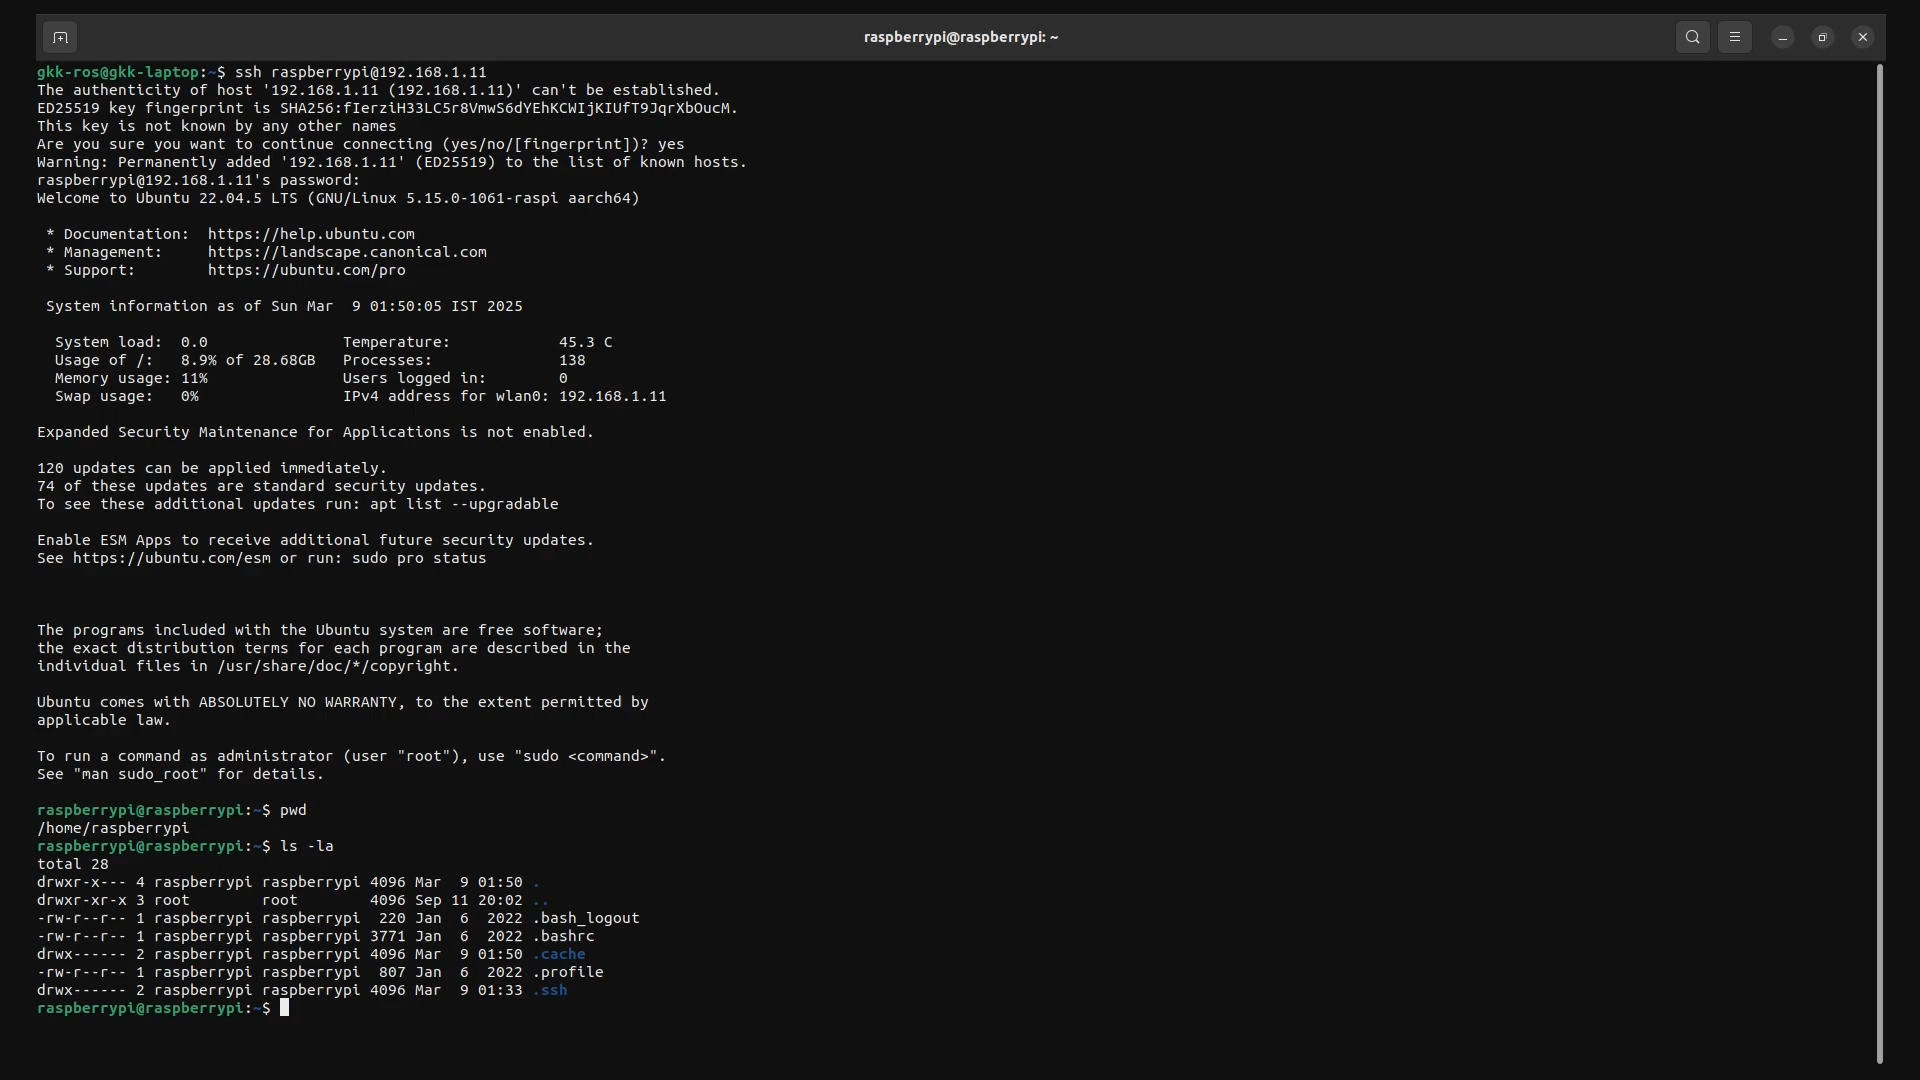 raspberrypi@raspberrypi: ~
gkk-ros@gkk-laptop:~$ ssh raspberrypi@192.168.1.11
The authenticity of host '192.168.1.11 (192.168.1.11)' can't be established.
ED25519 key fingerprint is SHA256:fIerziH33LC5r8VmwS6dYEhKCWIjKIUfT9JqrXbOucM.
This key is not known by any other names
Are you sure you want to continue connecting (yes/no/[fingerprint])? yes
Warning: Permanently added '192.168.1.11' (ED25519) to the list of known hosts.
raspberrypi@192.168.1.11's password:
Welcome to Ubuntu 22.04.5 LTS (GNU/Linux 5.15.0-1061-raspi aarch64)
 * Documentation:  https://help.ubuntu.com
 * Management:     https://landscape.canonical.com
 * Support:        https://ubuntu.com/pro
 System information as of Sun Mar  9 01:50:05 IST 2025
  System load:  0.0               Temperature:            45.3 C
  Usage of /:   8.9% of 28.68GB   Processes:              138
  Memory usage: 11%               Users logged in:        0
  Swap usage:   0%                IPv4 address for wlan0: 192.168.1.11
Expanded Security Maintenance for Applications is not enabled.
120 updates can be applied immediately.
74 of these updates are standard security updates.
To see these additional updates run: apt list --upgradable
Enable ESM Apps to receive additional future security updates.
See https://ubuntu.com/esm or run: sudo pro status
The programs included with the Ubuntu system are free software;
the exact distribution terms for each program are described in the
individual files in /usr/share/doc/*/copyright.
Ubuntu comes with ABSOLUTELY NO WARRANTY, to the extent permitted by
applicable law.
To run a command as administrator (user "root"), use "sudo <command>".
See "man sudo_root" for details.
raspberrypi@raspberrypi:~$ pwd
/home/raspberrypi
raspberrypi@raspberrypi:~$ ls -la
total 28
drwxr-x--- 4 raspberrypi raspberrypi 4096 Mar  9 01:50 .
drwxr-xr-x 3 root        root        4096 Sep 11 20:02 ..
-rw-r--r-- 1 raspberrypi raspberrypi  220 Jan  6  2022 .bash_logout
-rw-r--r-- 1 raspberrypi raspberrypi 3771 Jan  6  2022 .bashrc
drwx------ 2 raspberrypi raspberrypi 4096 Mar  9 01:50 .cache
-rw-r--r-- 1 raspberrypi raspberrypi  807 Jan  6  2022 .profile
drwx------ 2 raspberrypi raspberrypi 4096 Mar  9 01:33 .ssh
raspberrypi@raspberrypi:~$